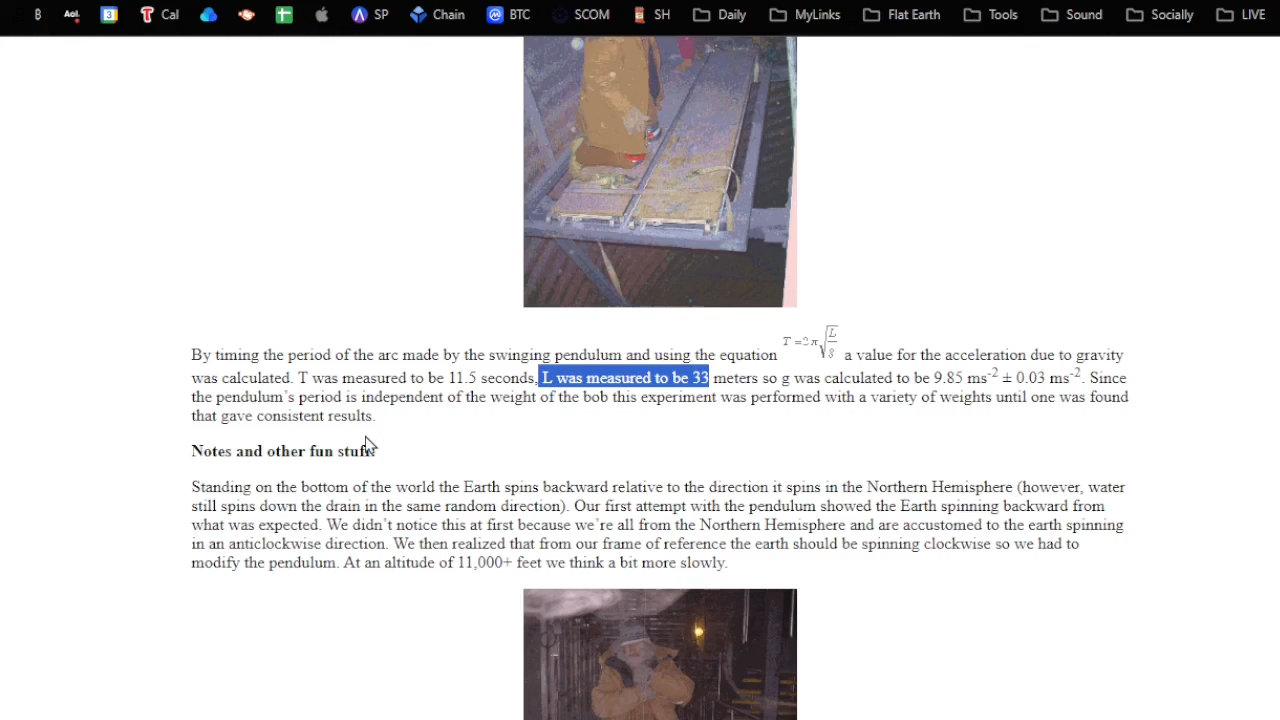 B Aol. 3 Cal SP Chain BTC SCOM SH Daily MyLinks Flat Earth Tools Sound Socially LIVE
By timing the period of the arc made by the swinging pendulum and using the equation T = 2π√L/g a value for the acceleration due to gravity
was calculated. T was measured to be 11.5 seconds, L was measured to be 33 meters so g was calculated to be 9.85 ms⁻² ± 0.03 ms⁻². Since
the pendulum's period is independent of the weight of the bob this experiment was performed with a variety of weights until one was found
that gave consistent results.
Notes and other fun stuff
Standing on the bottom of the world the Earth spins backward relative to the direction it spins in the Northern Hemisphere (however, water
still spins down the drain in the same random direction). Our first attempt with the pendulum showed the Earth spinning backward from
what was expected. We didn't notice this at first because we're all from the Northern Hemisphere and are accustomed to the earth spinning
in an anticlockwise direction. We then realized that from our frame of reference the earth should be spinning clockwise so we had to
modify the pendulum. At an altitude of 11,000+ feet we think a bit more slowly.